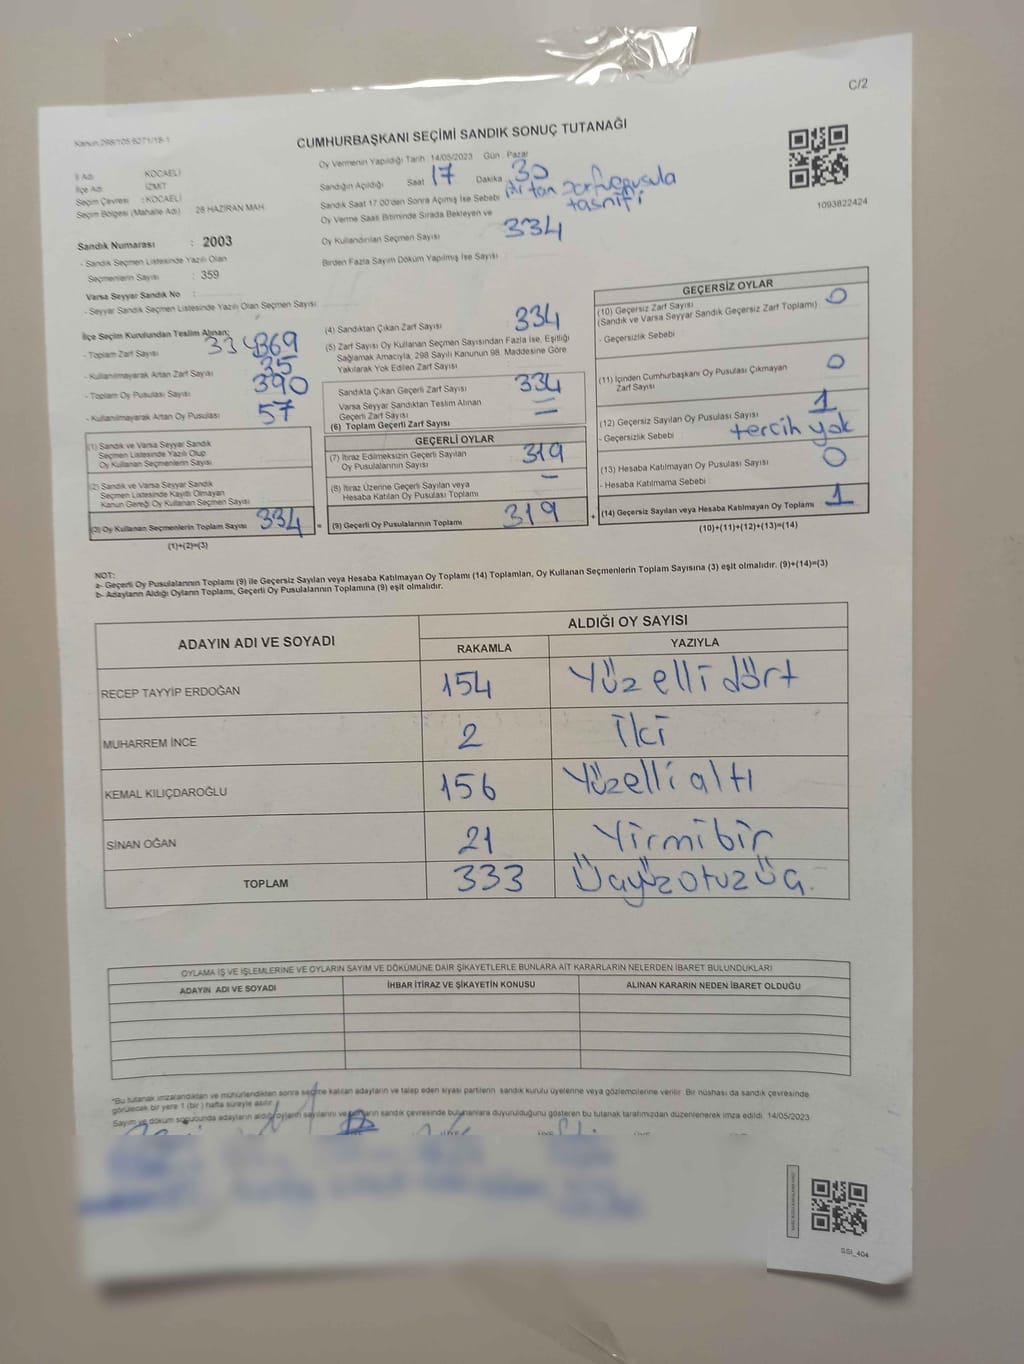 C/2
Kanun:298/105;6271/18-1
CUMHURBAŞKANI SEÇİMİ SANDIK SONUÇ TUTANAĞI
İl Adı KOCAELİ
İlçe Adı İZMİT
Seçim Çevresi : KOCAELİ
Seçim Bölgesi (Mahalle Adı) : 28 HAZİRAN MAH.
Oy Vermenin Yapıldığı Tarih : 14/05/2023 Gün : Pazar
Sandığın Açıldığı Saat 17 Dakika 30
Sandık Saat 17.00'den Sonra Açılmış İse Sebebi Artan zarf pusula tasnifi
Oy Verme Saati Bitiminde Sırada Bekleyen ve
Oy Kullandırılan Seçmen Sayısı 334
Birden Fazla Sayım Döküm Yapılmış İse Sayısı
1093822424
Sandık Numarası : 2003
- Sandık Seçmen Listesinde Yazılı Olan
Seçmenlerin Sayısı : 359
Varsa Seyyar Sandık No :
- Seyyar Sandık Seçmen Listesinde Yazılı Olan Seçmen Sayısı:
İlçe Seçim Kurulundan Teslim Alınan;
- Toplam Zarf Sayısı 369
- Kullanılmayarak Artan Zarf Sayısı 35
- Toplam Oy Pusulası Sayısı 390
- Kullanılmayarak Artan Oy Pusulası 57
(1) Sandık ve Varsa Seyyar Sandık
Seçmen Listesinde Yazılı Olup
Oy Kullanan Seçmenlerin Sayısı
(2) Sandık ve Varsa Seyyar Sandık
Seçmen Listesinde Kayıtlı Olmayan
Kanun Gereği Oy Kullanan Seçmen Sayısı
(3) Oy Kullanan Seçmenlerin Toplam Sayısı 334 =
(1)+(2)=(3)
(4) Sandıktan Çıkan Zarf Sayısı 334
(5) Zarf Sayısı Oy Kullanan Seçmen Sayısından Fazla İse, Eşitliği
Sağlamak Amacıyla, 298 Sayılı Kanunun 98. Maddesine Göre
Yakılarak Yok Edilen Zarf Sayısı
Sandıkta Çıkan Geçerli Zarf Sayısı 334
Varsa Seyyar Sandıktan Teslim Alınan
Geçerli Zarf Sayısı –
(6) Toplam Geçerli Zarf Sayısı –
GEÇERLİ OYLAR
(7) İtiraz Edilmeksizin Geçerli Sayılan
Oy Pusulalarının Sayısı 319
(8) İtiraz Üzerine Geçerli Sayılan veya
Hesaba Katılan Oy Pusulası Toplamı –
(9) Geçerli Oy Pusulalarının Toplamı 319 +
GEÇERSİZ OYLAR
(10) Geçersiz Zarf Sayısı 0
(Sandık ve Varsa Seyyar Sandık Geçersiz Zarf Toplamı)
- Geçersizlik Sebebi
(11) İçinden Cumhurbaşkanı Oy Pusulası Çıkmayan
Zarf Sayısı 0
(12) Geçersiz Sayılan Oy Pusulası Sayısı 1
- Geçersizlik Sebebi tercih yok
(13) Hesaba Katılmayan Oy Pusulası Sayısı 0
- Hesaba Katılmama Sebebi
(14) Geçersiz Sayılan veya Hesaba Katılmayan Oy Toplamı 1
(10)+(11)+(12)+(13)=(14)
NOT:
a- Geçerli Oy Pusulalarının Toplamı (9) ile Geçersiz Sayılan veya Hesaba Katılmayan Oy Toplamı (14) Toplamları, Oy Kullanan Seçmenlerin Toplam Sayısına (3) eşit olmalıdır. (9)+(14)=(3)
b- Adayların Aldığı Oyların Toplamı, Geçerli Oy Pusulalarının Toplamına (9) eşit olmalıdır.
ADAYIN ADI VE SOYADI ALDIĞI OY SAYISI
RAKAMLA YAZIYLA
RECEP TAYYİP ERDOĞAN 154 Yüz elli dört
MUHARREM İNCE 2 iki
KEMAL KILIÇDAROĞLU 156 Yüzelli altı
SİNAN OĞAN 21 Yirmibir
TOPLAM 333 Üçyüzotuzüç.
OYLAMA İŞ VE İŞLEMLERİNE VE OYLARIN SAYIM VE DÖKÜMÜNE DAİR ŞİKAYETLERLE BUNLARA AİT KARARLARIN NELERDEN İBARET BULUNDUKLARI
ADAYIN ADI VE SOYADI İHBAR İTİRAZ VE ŞİKAYETİN KONUSU ALINAN KARARIN NEDEN İBARET OLDUĞU
*Bu tutanak imzalandıktan ve mühürlendikten sonra seçime katılan adayların ve talep eden siyasi partilerin sandık kurulu üyelerine veya gözlemcilerine verilir. Bir nüshası da sandık çevresinde
görülecek bir yere 1 (bir) hafta süreyle asılır.
Sayım ve döküm sonucunda adayların aldığı oyların sayılarını ve sandık çevresinde bulunanlara duyurulduğunu gösteren bu tutanak tarafımızdan düzenlenerek imza edildi. 14/05/2023
SSI_404